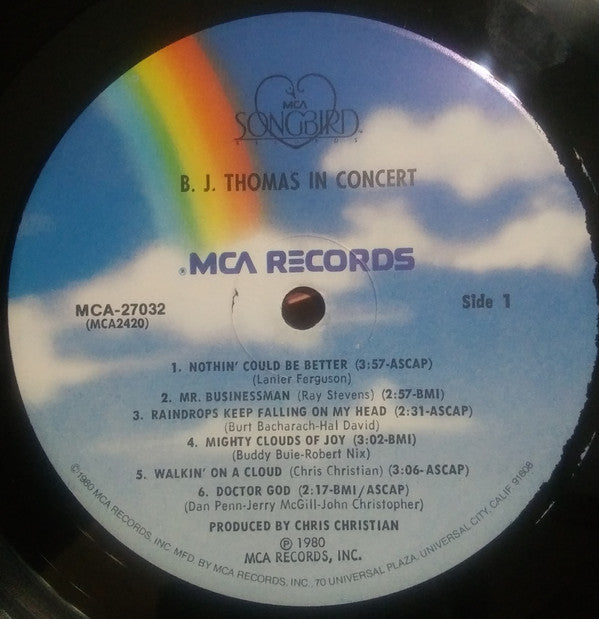 MCA
SONGBIRD
RECORDS
B. J. THOMAS IN CONCERT
®MCA RECORDS
MCA-27032
(MCA2420)
Side 1
1. NOTHIN' COULD BE BETTER (3:57-ASCAP)
(Lanier Ferguson)
2. MR. BUSINESSMAN (Ray Stevens) (2:57-BMI)
3. RAINDROPS KEEP FALLING ON MY HEAD (2:31-ASCAP)
(Burt Bacharach-Hal David)
4. MIGHTY CLOUDS OF JOY (3:02-BMI)
(Buddy Buie-Robert Nix)
5. WALKIN' ON A CLOUD (Chris Christian) (3:06-ASCAP)
6. DOCTOR GOD (2:17-BMI/ASCAP)
(Dan Penn-Jerry McGill-John Christopher)
PRODUCED BY CHRIS CHRISTIAN
℗ 1980
MCA RECORDS, INC.
©1980 MCA RECORDS, INC. MFD. BY MCA RECORDS, INC., 70 UNIVERSAL PLAZA, UNIVERSAL CITY, CALIF. 91608